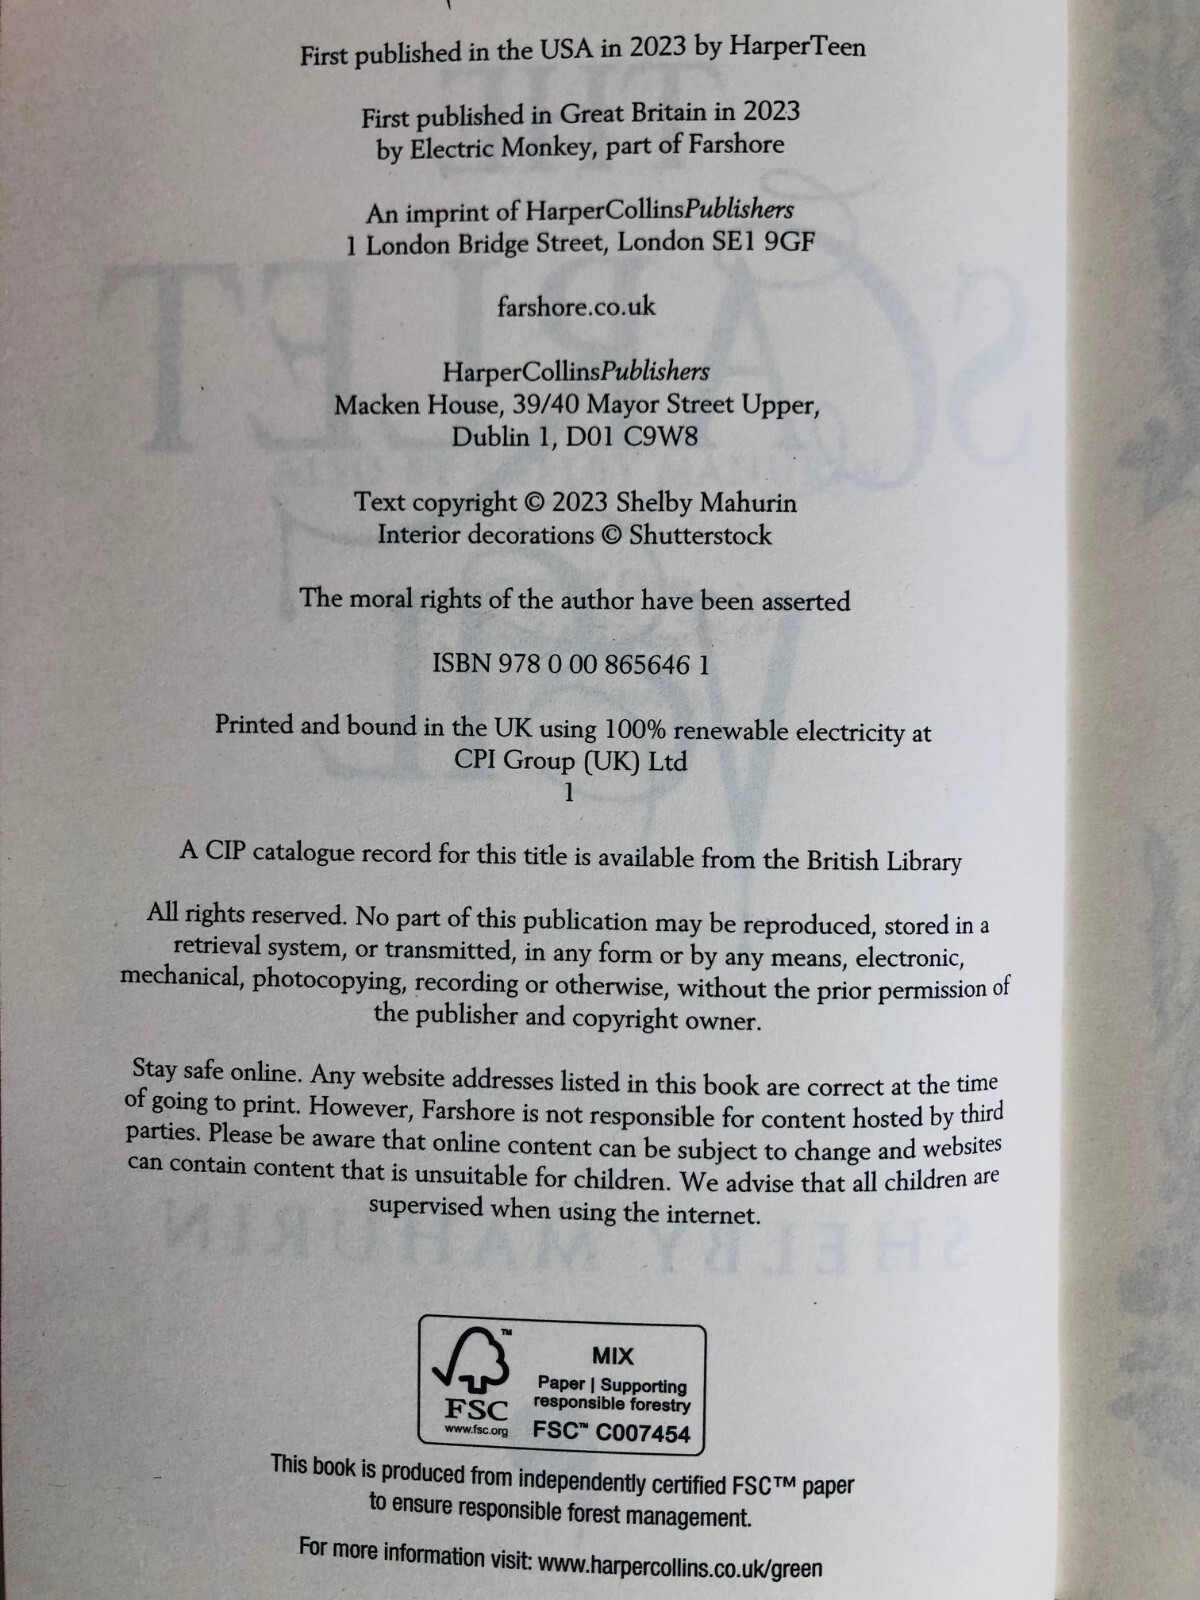 First published in the USA in 2023 by HarperTeen
First published in Great Britain in 2023
by Electric Monkey, part of Farshore
An imprint of HarperCollinsPublishers
1 London Bridge Street, London SE1 9GF
farshore.co.uk
HarperCollinsPublishers
Macken House, 39/40 Mayor Street Upper,
Dublin 1, D01 C9W8
Text copyright © 2023 Shelby Mahurin
Interior decorations © Shutterstock
The moral rights of the author have been asserted
ISBN 978 0 00 865646 1
Printed and bound in the UK using 100% renewable electricity at
CPI Group (UK) Ltd
1
A CIP catalogue record for this title is available from the British Library
All rights reserved. No part of this publication may be reproduced, stored in a
retrieval system, or transmitted, in any form or by any means, electronic,
mechanical, photocopying, recording or otherwise, without the prior permission of
the publisher and copyright owner.
Stay safe online. Any website addresses listed in this book are correct at the time
of going to print. However, Farshore is not responsible for content hosted by third
parties. Please be aware that online content can be subject to change and websites
can contain content that is unsuitable for children. We advise that all children are
supervised when using the internet.
THE
SCARLET
VEIL
SHELBY MAHURIN
FSC™
www.fsc.org
MIX
Paper | Supporting
responsible forestry
FSC™ C007454
This book is produced from independently certified FSC™ paper
to ensure responsible forest management.
For more information visit: www.harpercollins.co.uk/green